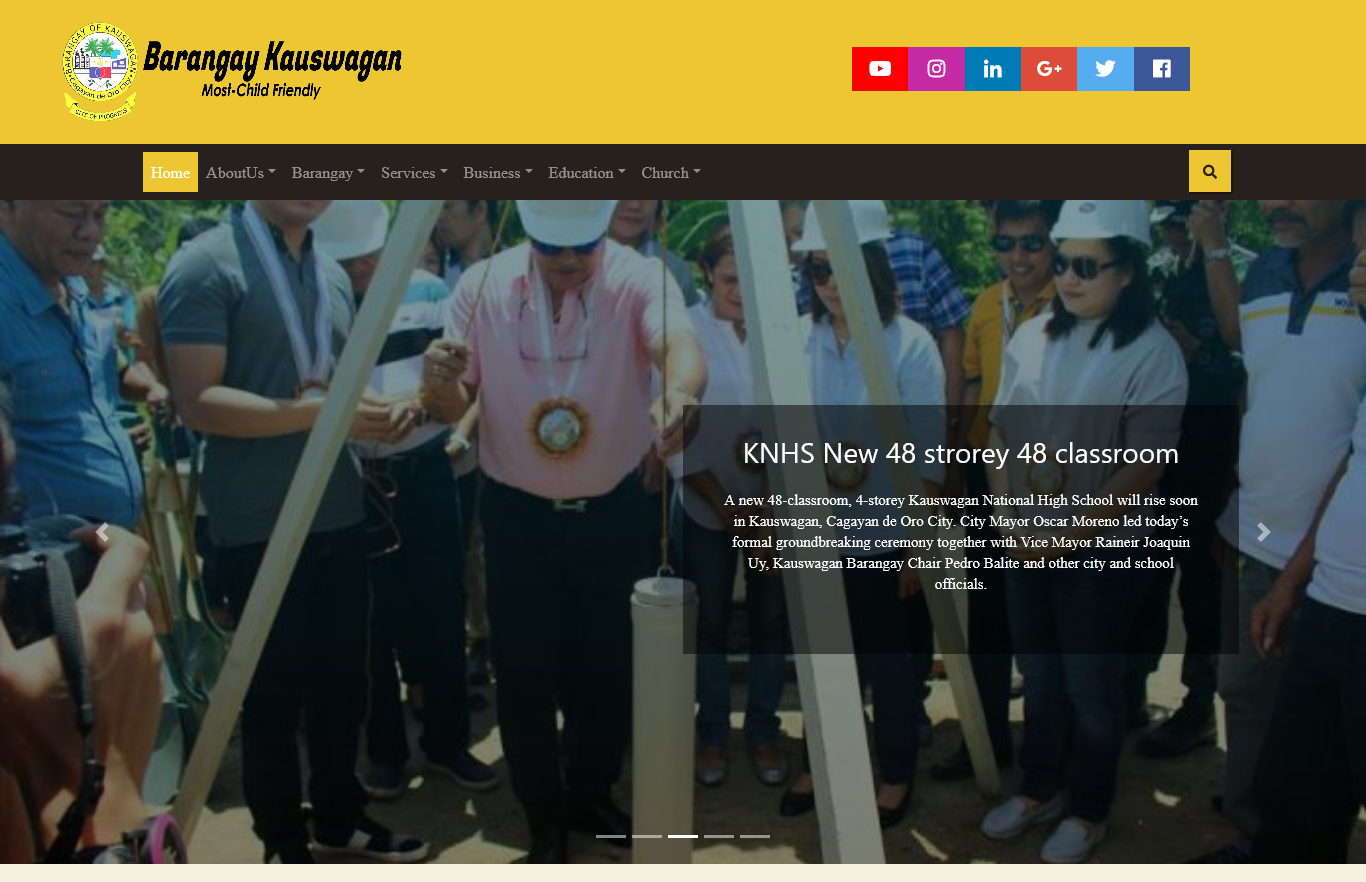 BARANGAY OF KAUSWAGAN
Cagayan de Oro City
CITY OF PROGRESS
Barangay Kauswagan
Most-Child Friendly
G+
Home
AboutUs
Barangay
Services
Business
Education
Church
KNHS New 48 strorey 48 classroom
A new 48-classroom, 4-storey Kauswagan National High School will rise soon
in Kauswagan, Cagayan de Oro City. City Mayor Oscar Moreno led today’s
formal groundbreaking ceremony together with Vice Mayor Raineir Joaquin
Uy, Kauswagan Barangay Chair Pedro Balite and other city and school
officials.